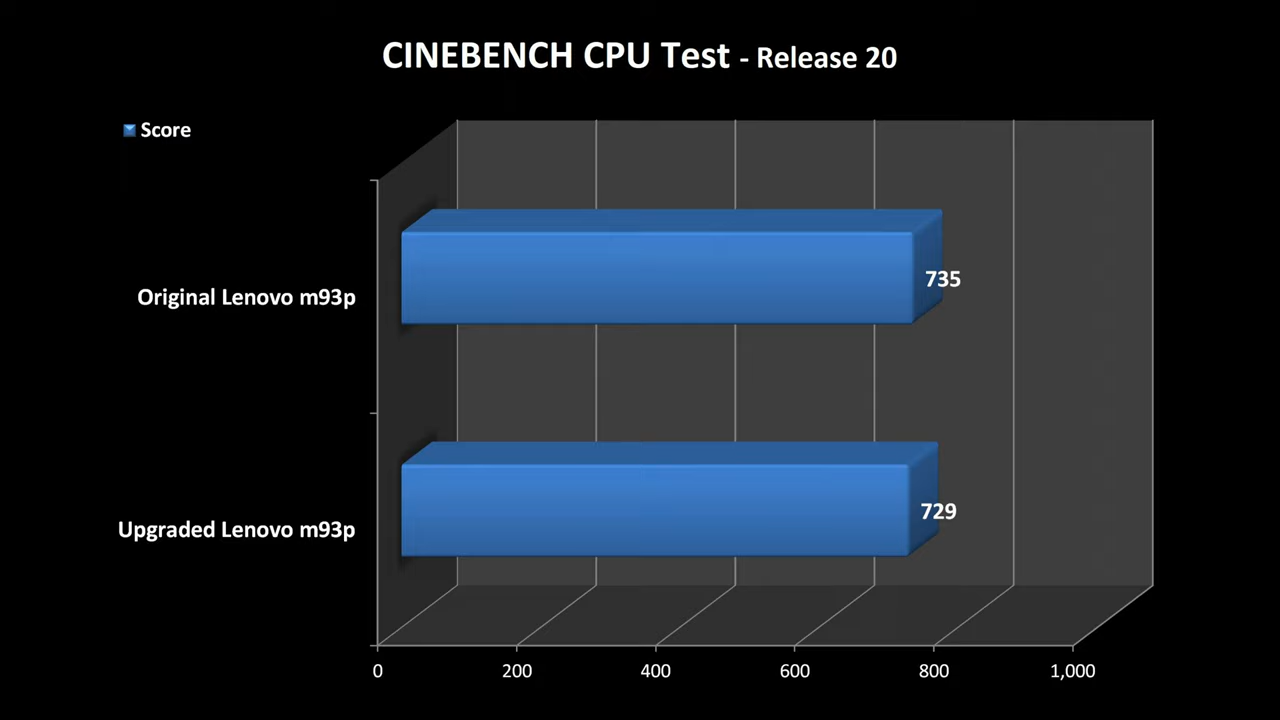 CINEBENCH CPU Test - Release 20
Score
Original Lenovo m93p
735
Upgraded Lenovo m93p
729
0 200 400 600 800 1,000